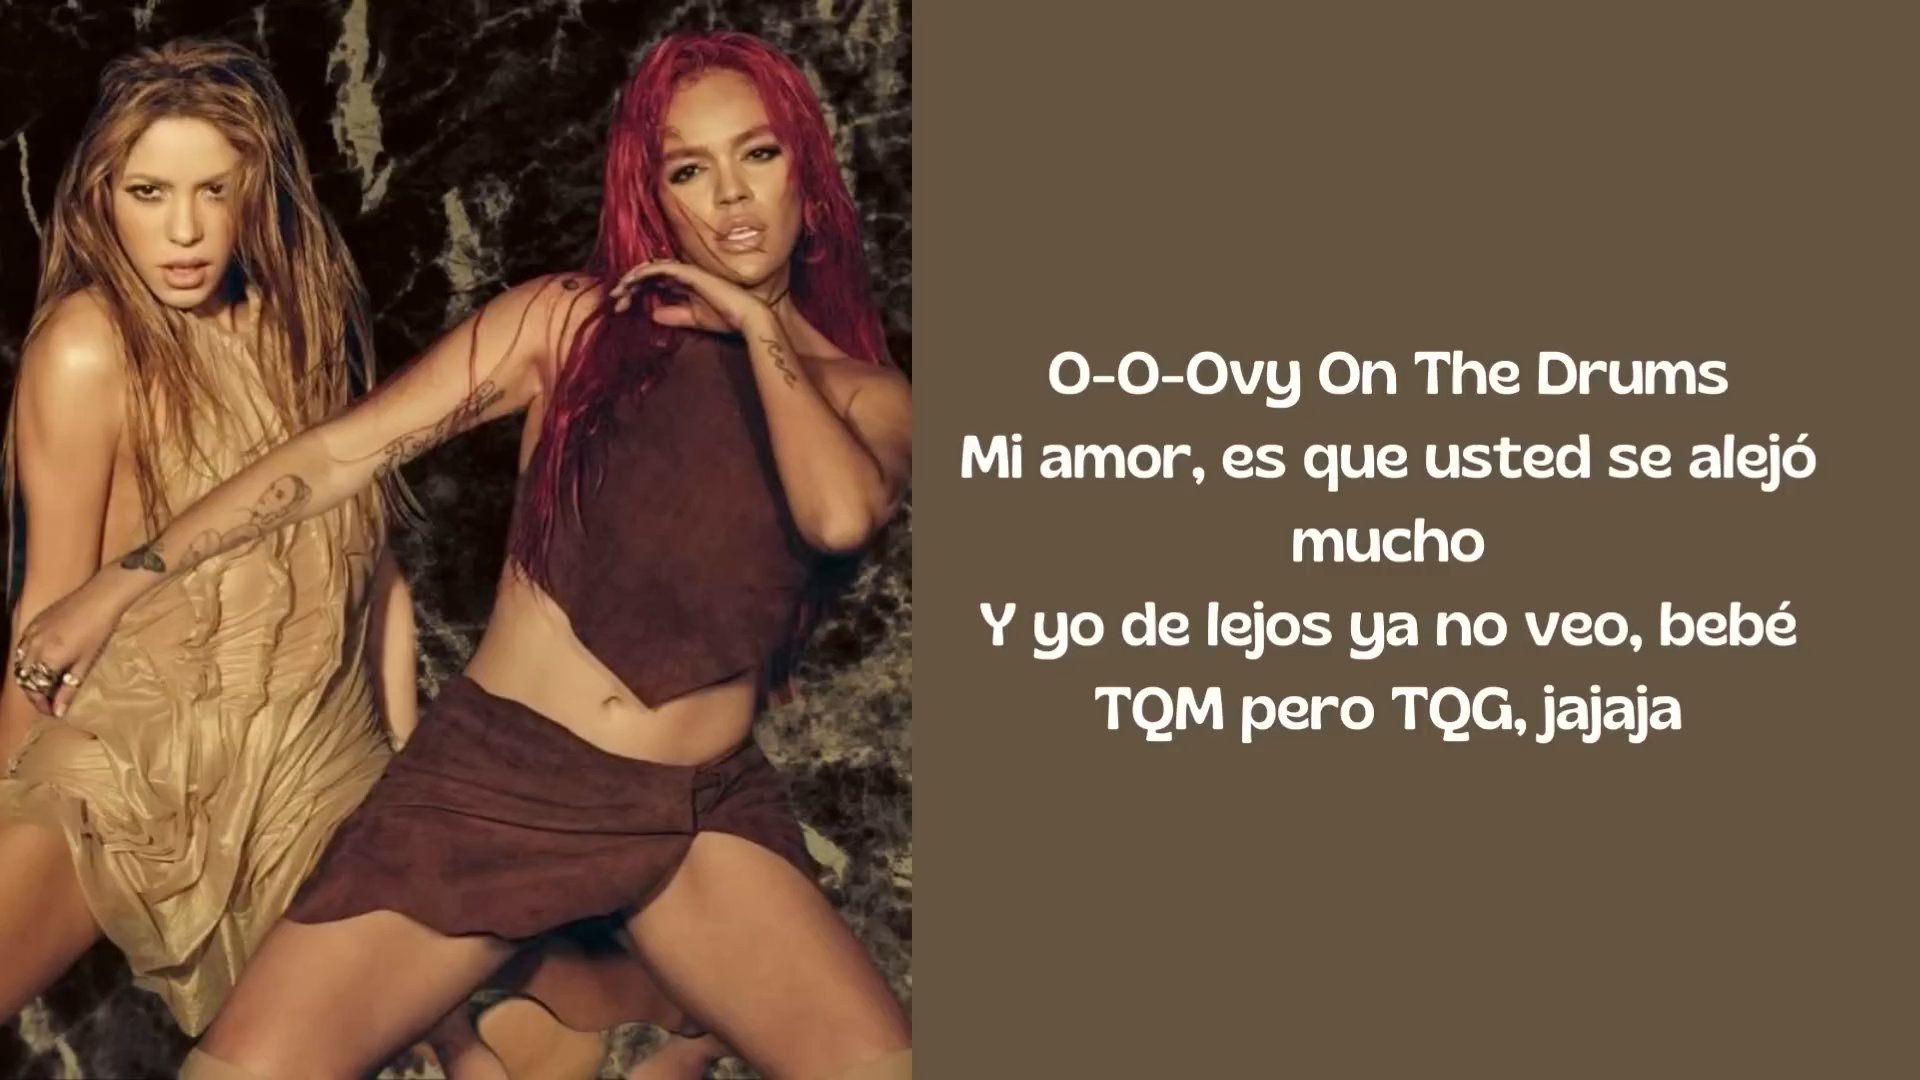 O-O-Ovy On The Drums
Mi amor, es que usted se alejó
mucho
Y yo de lejos ya no veo, bebé
TQM pero TQG, jajaja